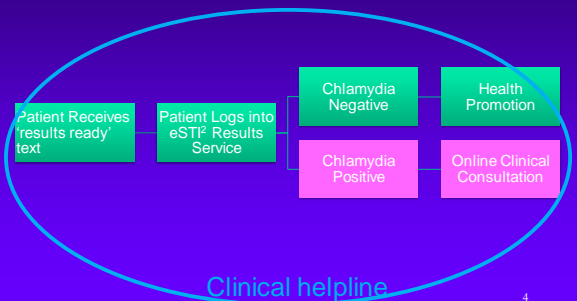 Patient Receives
'results ready'
text
Patient Logs into
eSTI² Results
Service
Chlamydia
Negative
Health
Promotion
Chlamydia
Positive
Online Clinical
Consultation
Clinical helpline
4